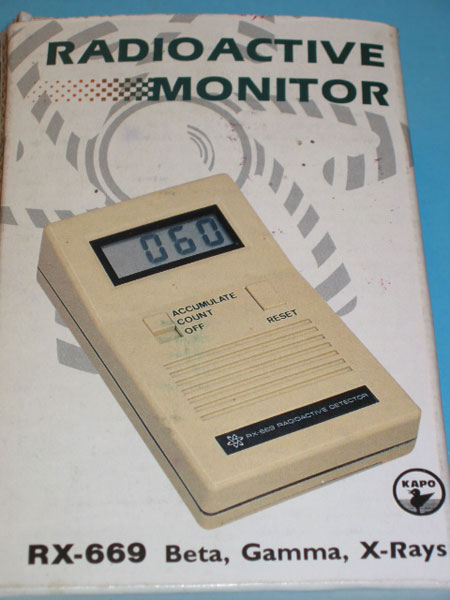 RADIOACTIVE
MONITOR
060
ACCUMULATE
COUNT
OFF
RESET
RX-669 RADIOACTIVE DETECTOR
KAPO
RX-669 Beta, Gamma, X-Rays